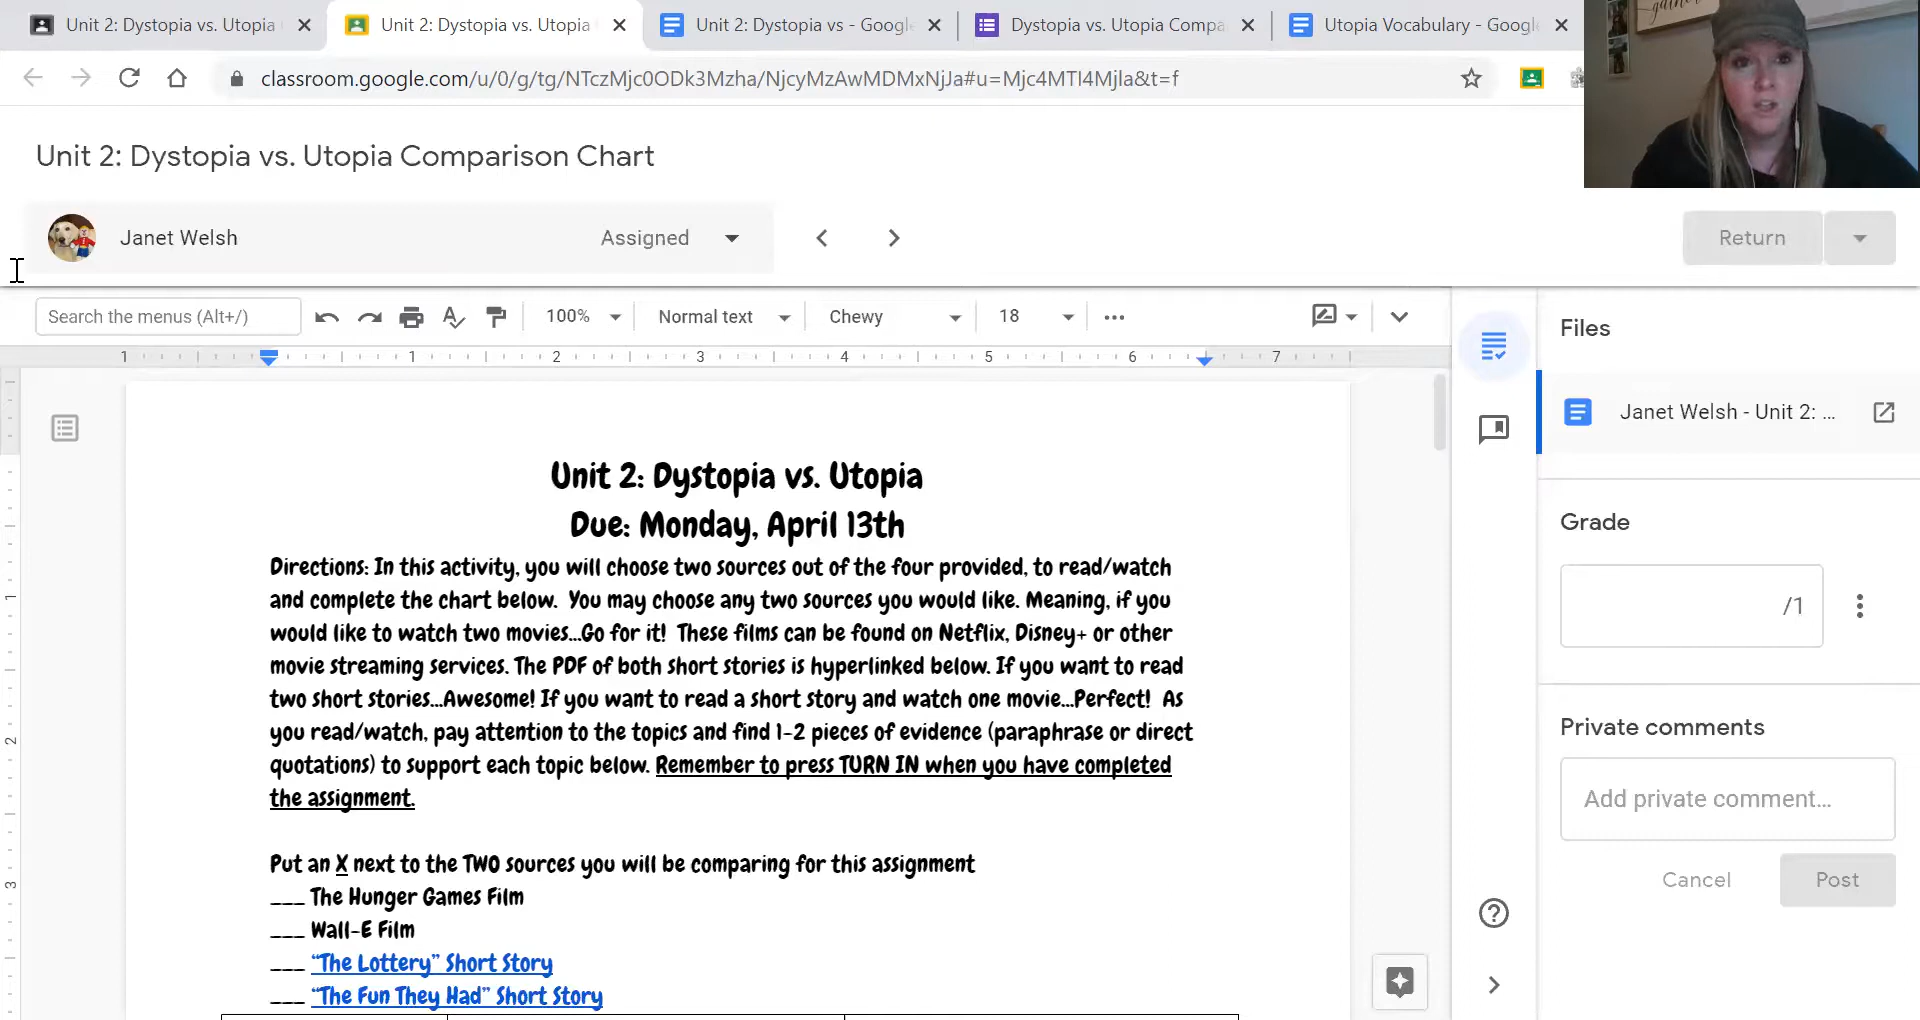 Unit 2: Dystopia vs. Utopia
Unit 2: Dystopia vs. Utopia
Unit 2: Dystopia vs - Google
Dystopia vs. Utopia Compa
Utopia Vocabulary - Google
classroom.google.com/u/0/g/tg/NTczMjc0ODk3Mzha/NjcyMzAwMDMxNjJa#u=Mjc4MTI4Mjla&t=f
Unit 2: Dystopia vs. Utopia Comparison Chart
Janet Welsh
Assigned
Return
Search the menus (Alt+/)
100%
Normal text
Chewy
18
1 1 2 3 4 5 6 7
Files
Janet Welsh - Unit 2: ...
Unit 2: Dystopia vs. Utopia
Due: Monday, April 13th
Directions: In this activity, you will choose two sources out of the four provided, to read/watch
and complete the chart below. You may choose any two sources you would like. Meaning, if you
would like to watch two movies...Go for it! These films can be found on Netflix, Disney+ or other
movie streaming services. The PDF of both short stories is hyperlinked below. If you want to read
two short stories...Awesome! If you want to read a short story and watch one movie...Perfect! As
you read/watch, pay attention to the topics and find 1-2 pieces of evidence (paraphrase or direct
quotations) to support each topic below. Remember to press TURN IN when you have completed
the assignment.
Put an X next to the TWO sources you will be comparing for this assignment
___ The Hunger Games Film
___ Wall-E Film
___ “The Lottery” Short Story
___ “The Fun They Had” Short Story
1
2
3
Grade
/1
Private comments
Add private comment...
Cancel
Post